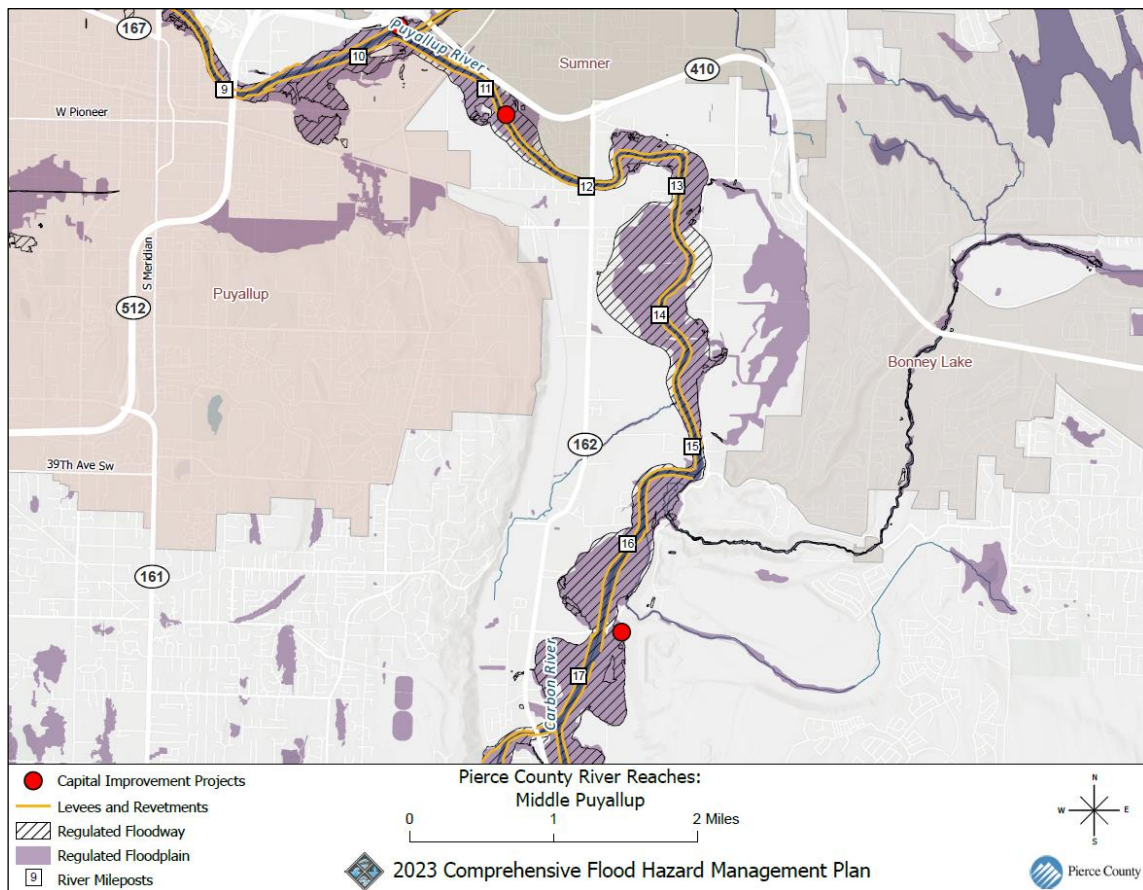 167
Puyallup River
10
Sumner
410
9
11
W Pioneer
12
13
S Meridian
Puyallup
512
14
Bonney Lake
162
15
39Th Ave Sw
16
161
Carbon River
17
Capital Improvement Projects
Levees and Revetments
Regulated Floodway
Regulated Floodplain
9 River Mileposts
Pierce County River Reaches:
Middle Puyallup
0 1 2 Miles
2023 Comprehensive Flood Hazard Management Plan
N
W E
S
Pierce County